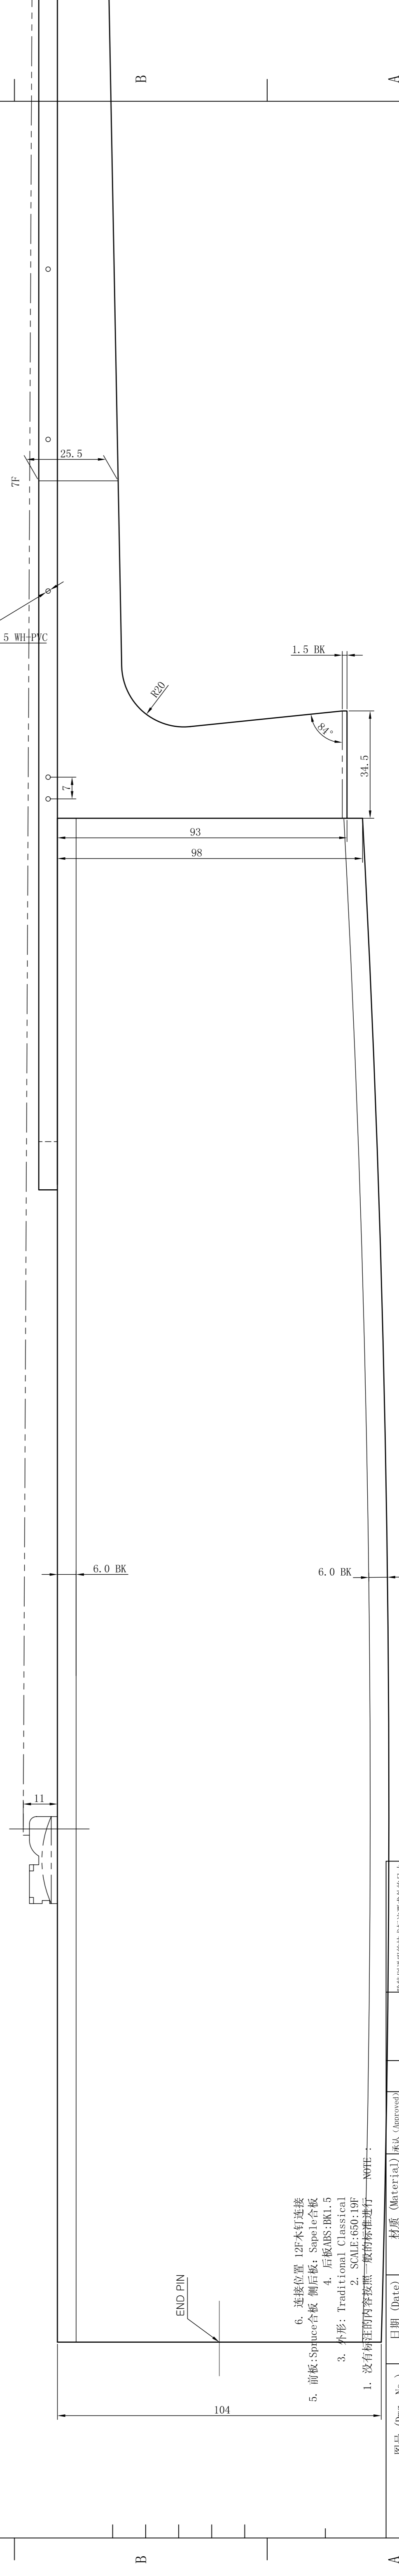 B
A
25.5
7F
5 WH-PVC
1.5 BK
R20
84°
34.5
7
93
98
6.0 BK
6.0 BK
11
承认 (Approved)
材质 (Material)
日期 (Date)
NOTE :
1. 没有标注的内容按照一般的标准进行
2. SCALE:650:19F
3. 外形: Traditional Classical
4. 后板ABS:BK1.5
5. 前板:Spruce合板 侧后板: Sapele合板
6. 连接位置 12F木钉连接
END PIN
104
B
A